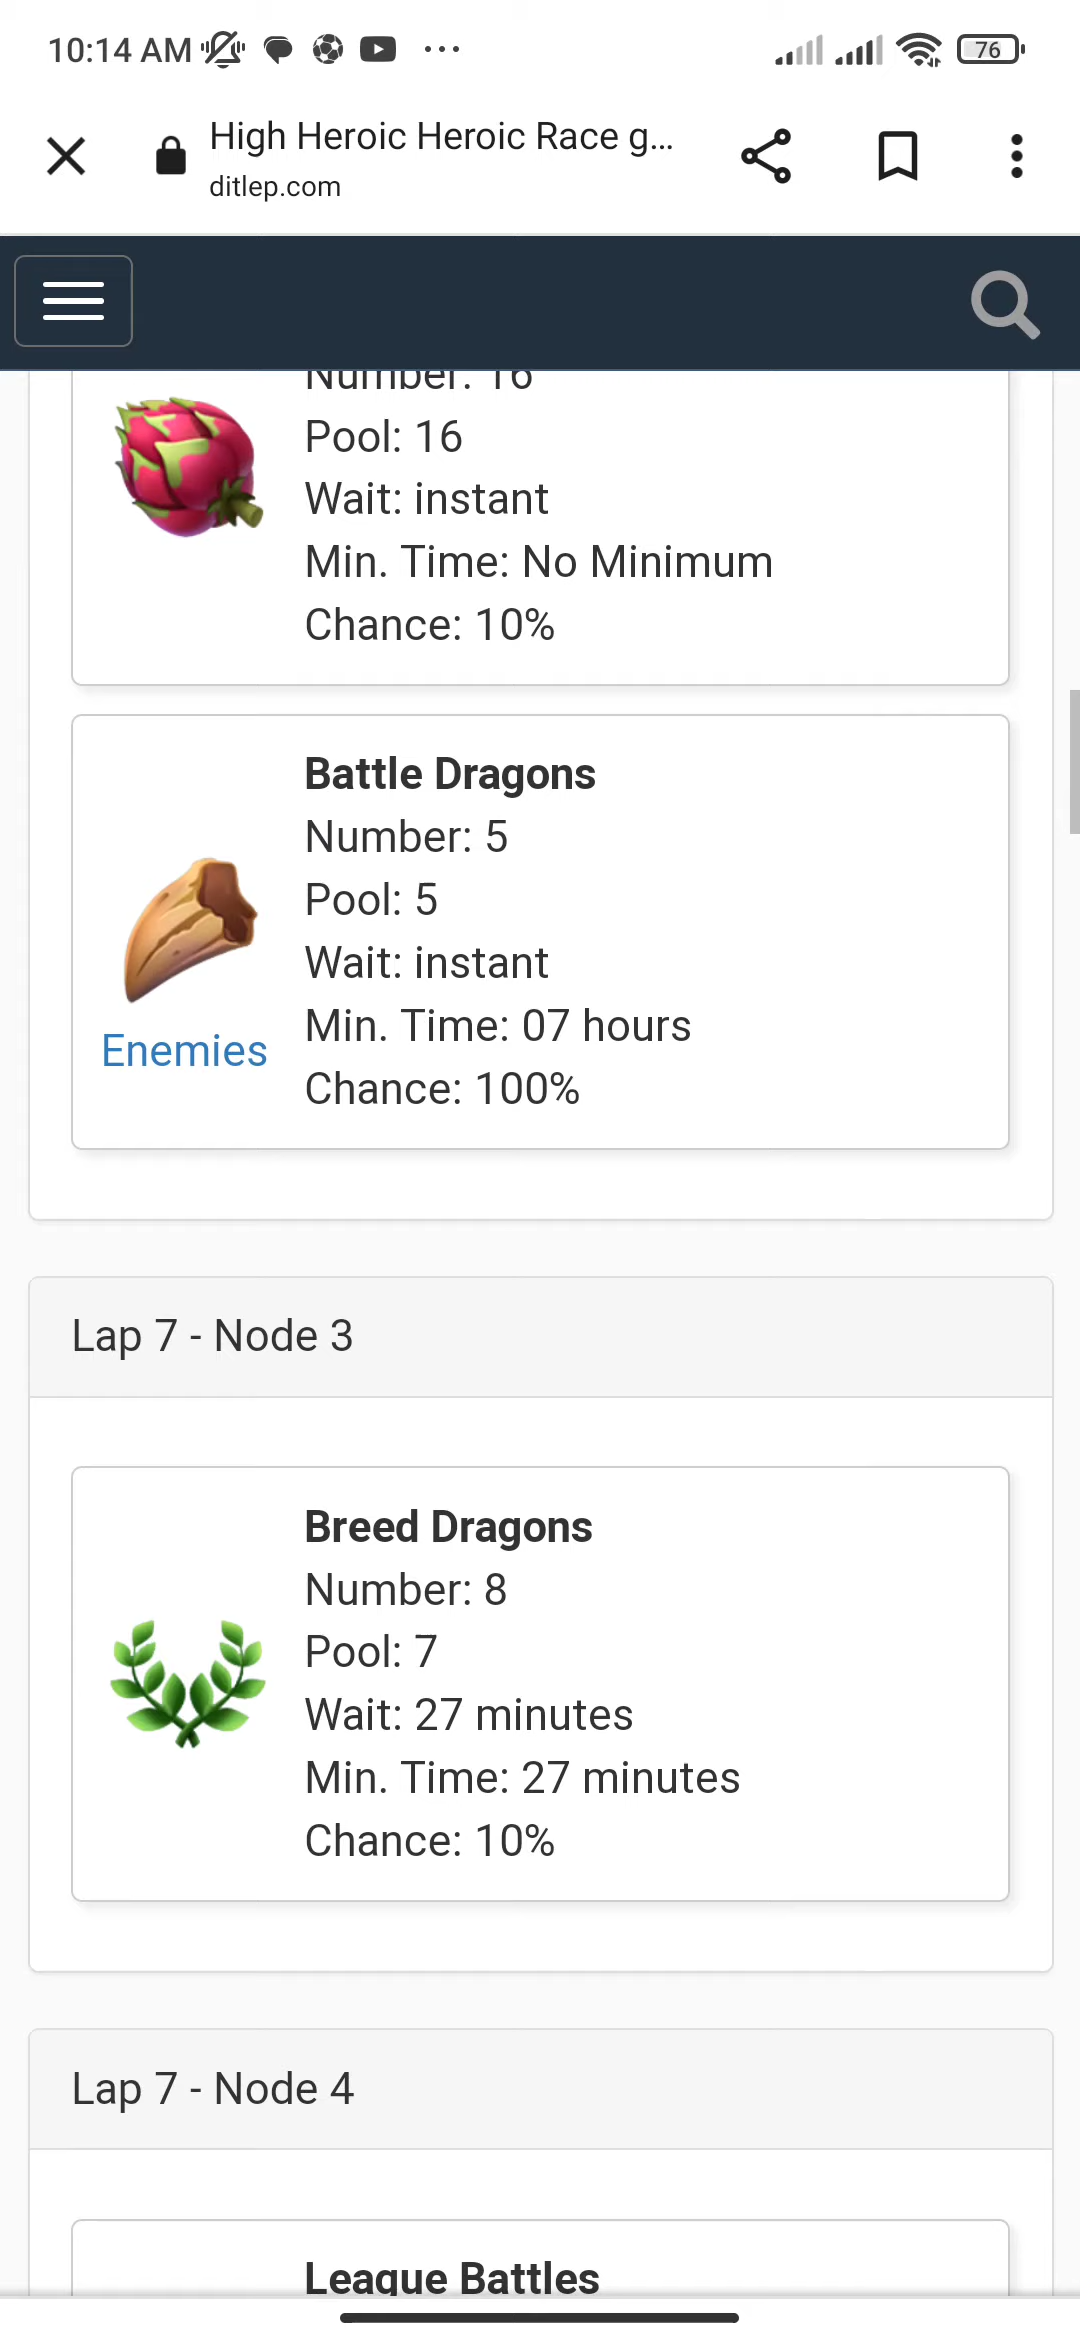 10:14 AM
76
High Heroic Heroic Race g...
ditlep.com
Number: 16
Pool: 16
Wait: instant
Min. Time: No Minimum
Chance: 10%
Battle Dragons
Number: 5
Pool: 5
Wait: instant
Min. Time: 07 hours
Chance: 100%
Enemies
Lap 7 - Node 3
Breed Dragons
Number: 8
Pool: 7
Wait: 27 minutes
Min. Time: 27 minutes
Chance: 10%
Lap 7 - Node 4
League Battles